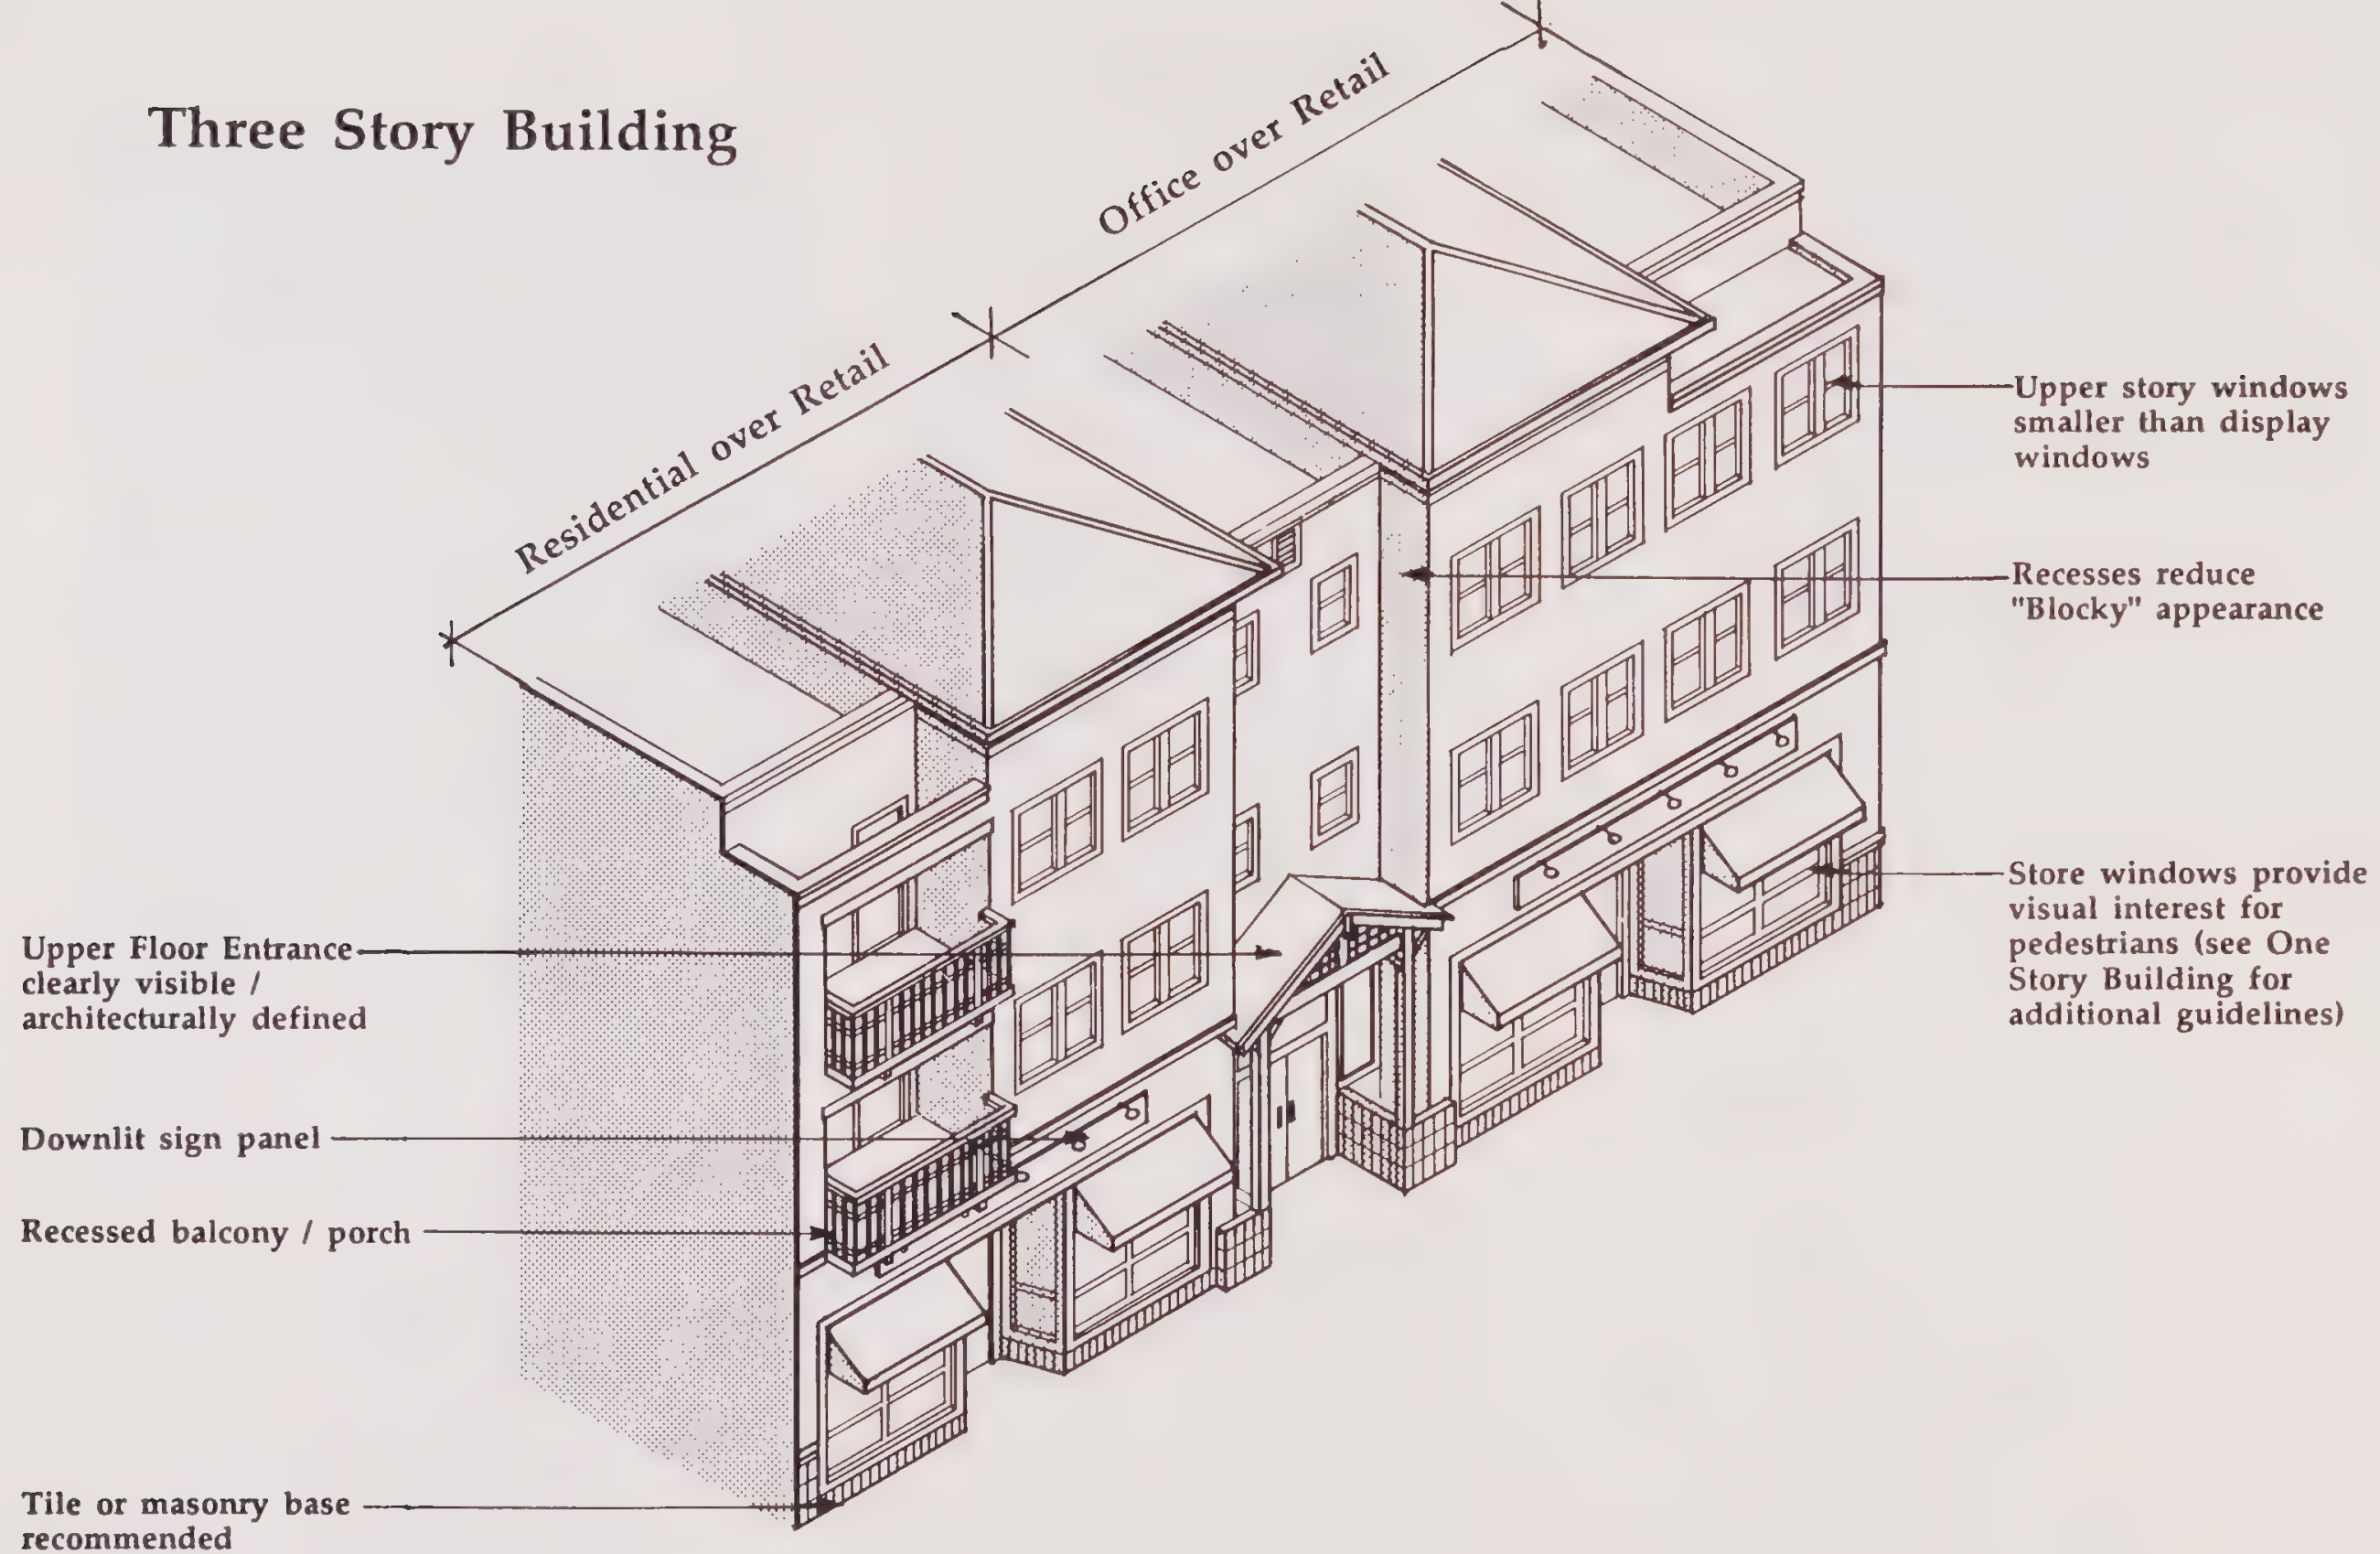 Three Story Building
Office over Retail
Residential over Retail
Upper story windows
smaller than display
windows
Recesses reduce
"Blocky" appearance
Store windows provide
visual interest for
pedestrians (see One
Story Building for
additional guidelines)
Upper Floor Entrance
clearly visible /
architecturally defined
Downlit sign panel
Recessed balcony / porch
Tile or masonry base
recommended